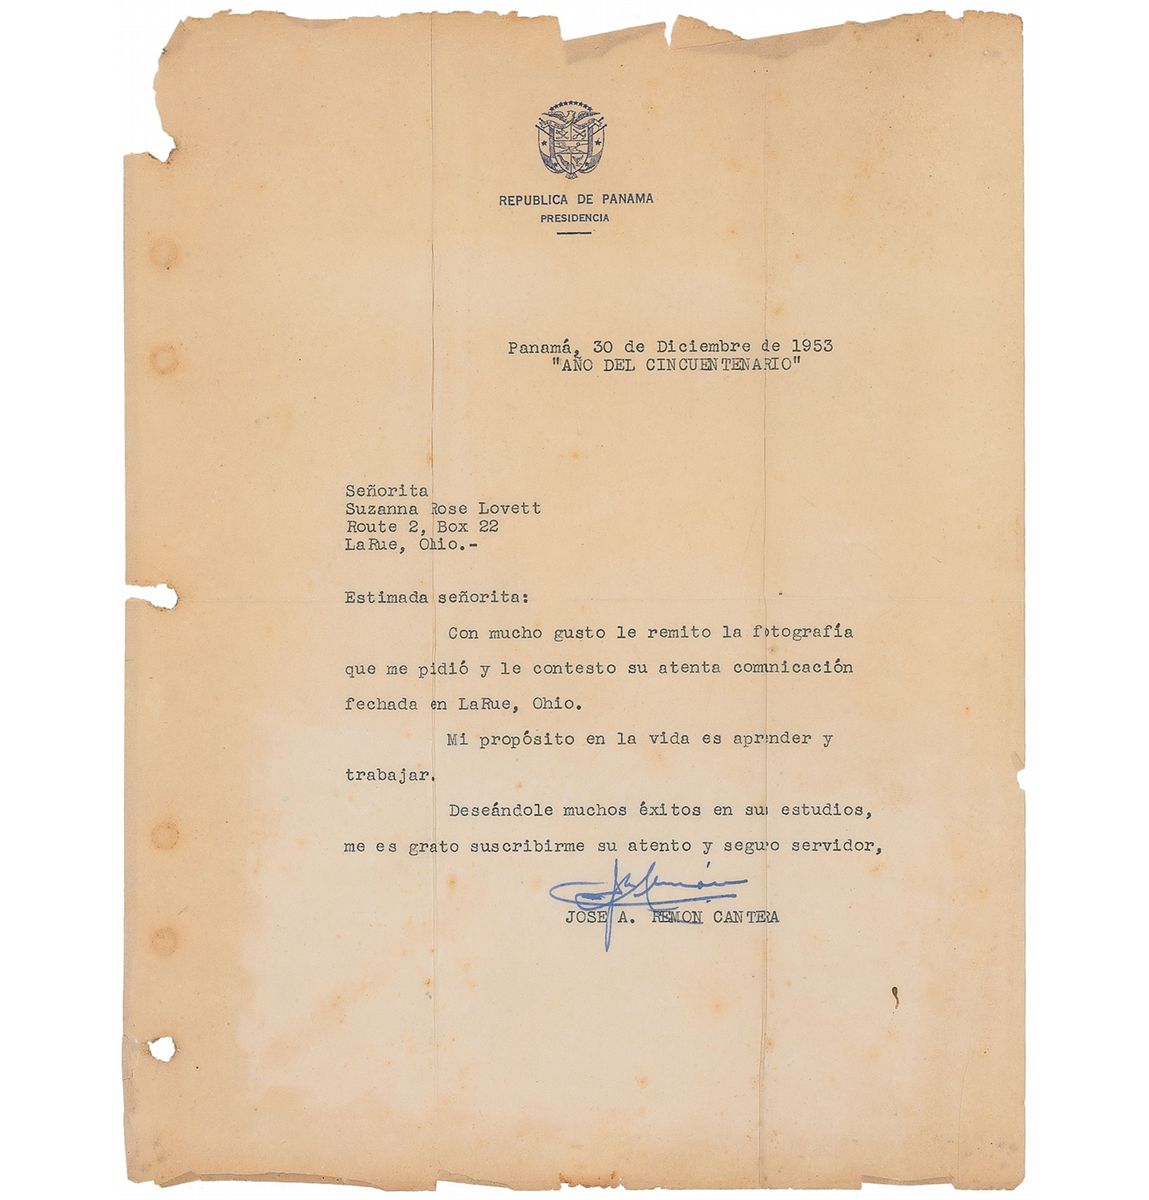 REPUBLICA DE PANAMA
PRESIDENCIA
Panamá, 30 de Diciembre de 1953
"AÑO DEL CINCUENTENARIO"
Señorita
Suzanna Rose Lovett
Route 2, Box 22
LaRue, Ohio.-
Estimada señorita:
Con mucho gusto le remito la fotografía
que me pidió y le contesto su atenta comunicación
fechada en LaRue, Ohio.
Mi propósito en la vida es aprender y
trabajar.
Deseándole muchos éxitos en sus estudios,
me es grato suscribirme su atento y seguro servidor,
JOSE A. REMON CANTERA